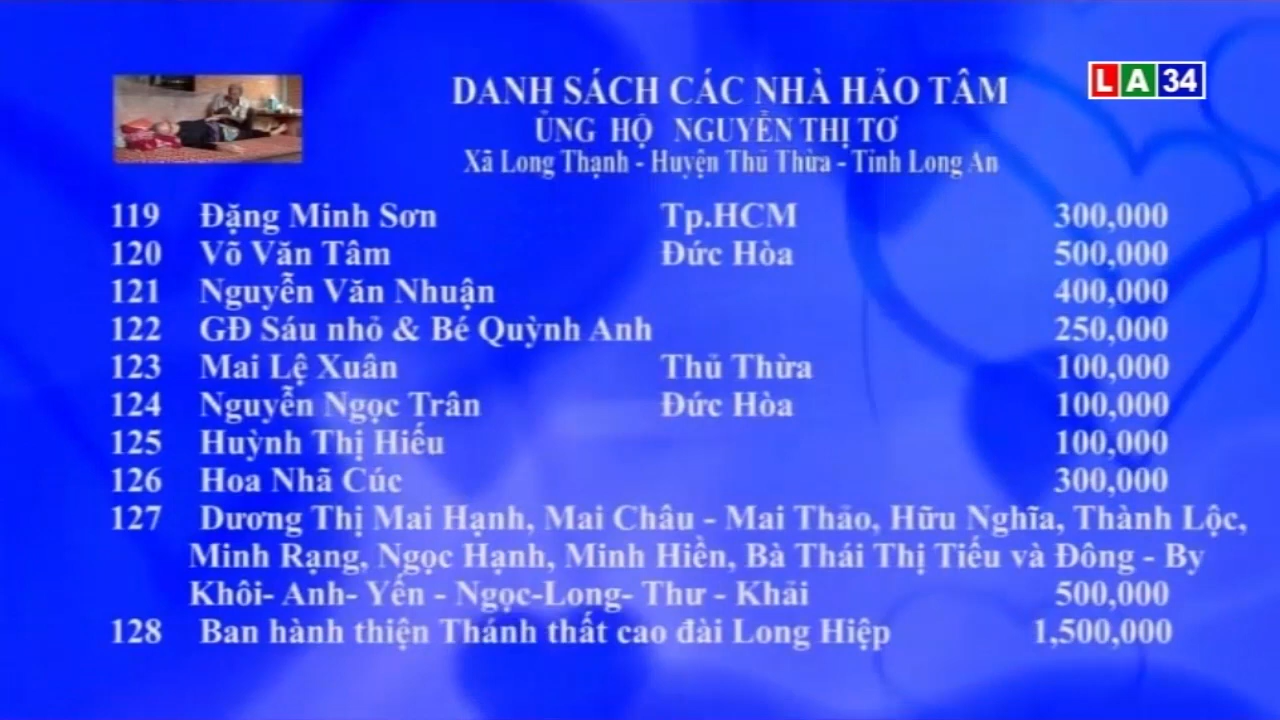 LA34
DANH SÁCH CÁC NHÀ HẢO TÂM
ỦNG HỘ NGUYỄN THỊ TƠ
Xã Long Thạnh - Huyện Thủ Thừa - Tỉnh Long An
119 Đặng Minh Sơn Tp.HCM 300,000
120 Võ Văn Tâm Đức Hòa 500,000
121 Nguyễn Văn Nhuận 400,000
122 GĐ Sáu nhỏ & Bé Quỳnh Anh 250,000
123 Mai Lệ Xuân Thủ Thừa 100,000
124 Nguyễn Ngọc Trân Đức Hòa 100,000
125 Huỳnh Thị Hiếu 100,000
126 Hoa Nhã Cúc 300,000
127 Dương Thị Mai Hạnh, Mai Châu - Mai Thảo, Hữu Nghĩa, Thành Lộc,
Minh Rạng, Ngọc Hạnh, Minh Hiền, Bà Thái Thị Tiếu và Đông - By
Khôi- Anh- Yến - Ngọc-Long- Thư - Khải 500,000
128 Ban hành thiện Thánh thất cao đài Long Hiệp 1,500,000